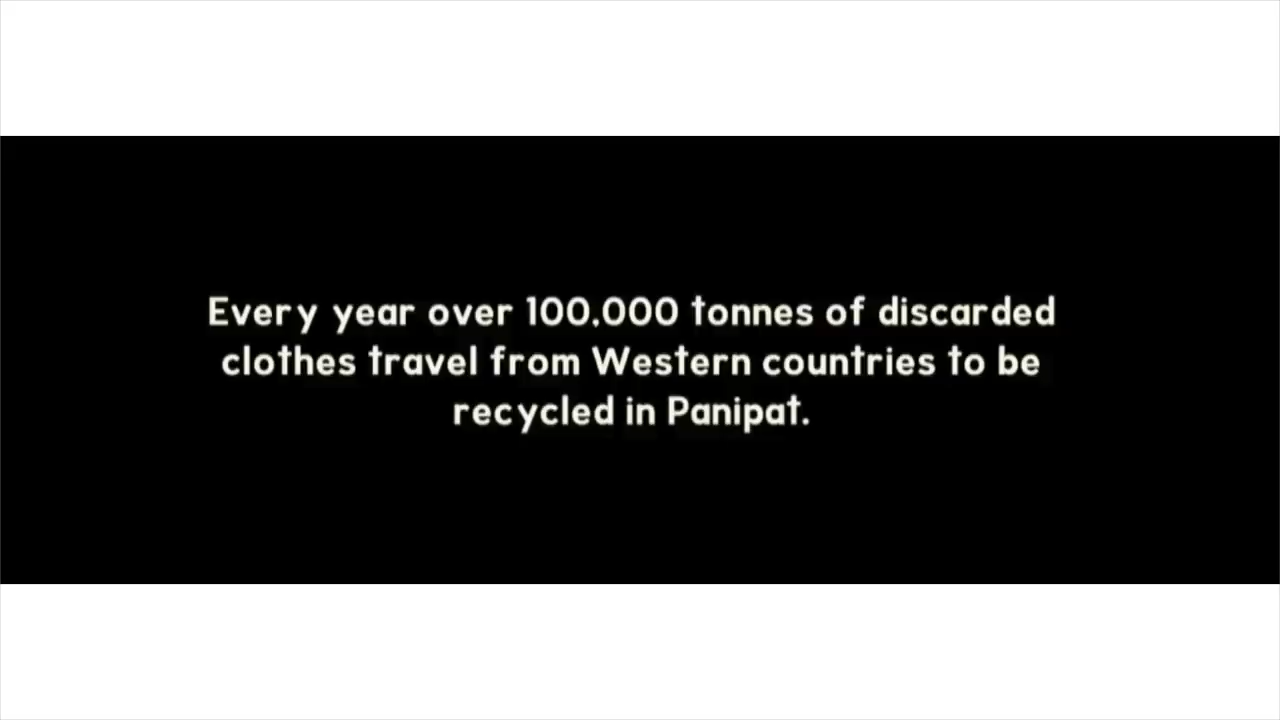 Every year over 100,000 tonnes of discarded
clothes travel from Western countries to be
recycled in Panipat.